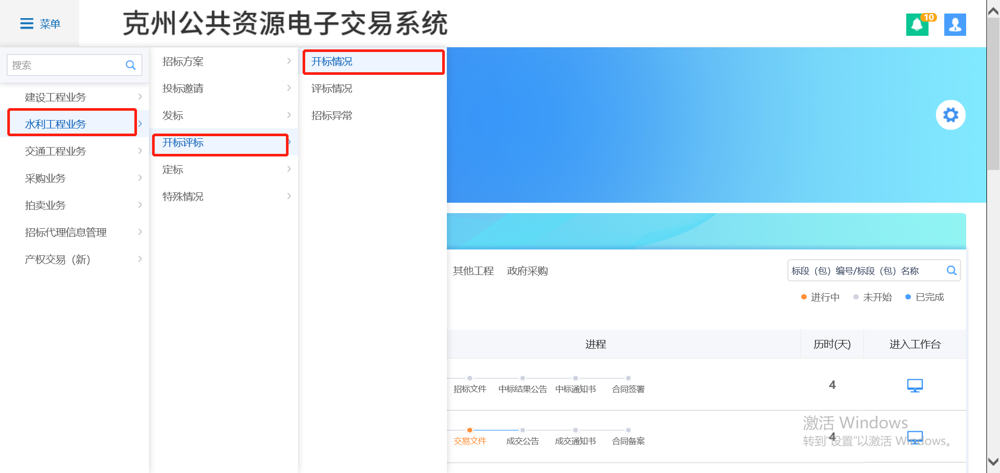 菜单
克州公共资源电子交易系统
10
搜索
建设工程业务
水利工程业务
交通工程业务
采购业务
拍卖业务
招标代理信息管理
产权交易（新）
招标方案
投标邀请
发标
开标评标
定标
特殊情况
开标情况
评标情况
招标异常
其他工程 政府采购
标段（包）编号/标段（包）名称
进行中 未开始 已完成
进程 历时(天) 进入工作台
招标文件 中标结果公告 中标通知书 合同签署 4
交易文件 成交公告 成交通知书 合同备案 4
激活 Windows
转到"设置"以激活 Windows。